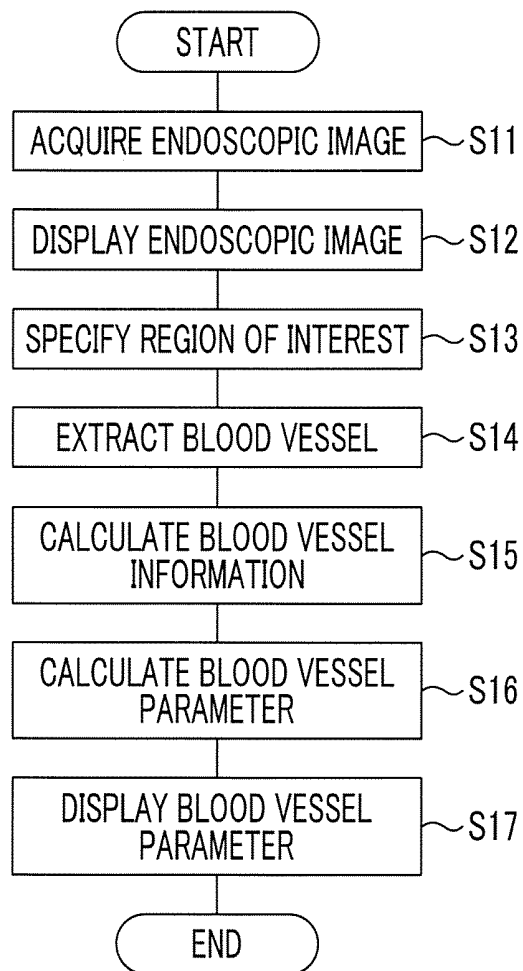 START
ACQUIRE ENDOSCOPIC IMAGE
S11
DISPLAY ENDOSCOPIC IMAGE
S12
SPECIFY REGION OF INTEREST
S13
EXTRACT BLOOD VESSEL
S14
CALCULATE BLOOD VESSEL
INFORMATION
S15
CALCULATE BLOOD VESSEL
PARAMETER
S16
DISPLAY BLOOD VESSEL
PARAMETER
S17
END